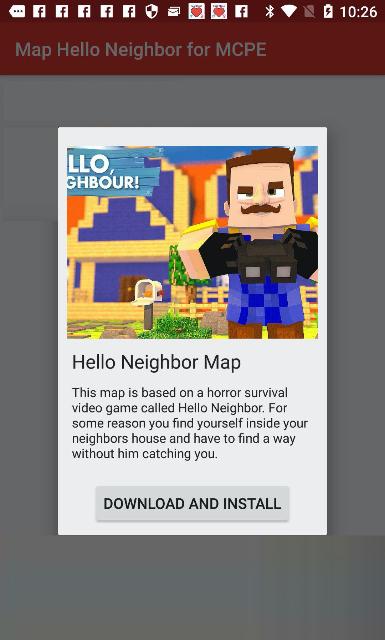 10:26
Map Hello Neighbor for MCPE
LLO,
GHBOUR!
Hello Neighbor Map
This map is based on a horror survival
video game called Hello Neighbor. For
some reason you find yourself inside your
neighbors house and have to find a way
without him catching you.
DOWNLOAD AND INSTALL